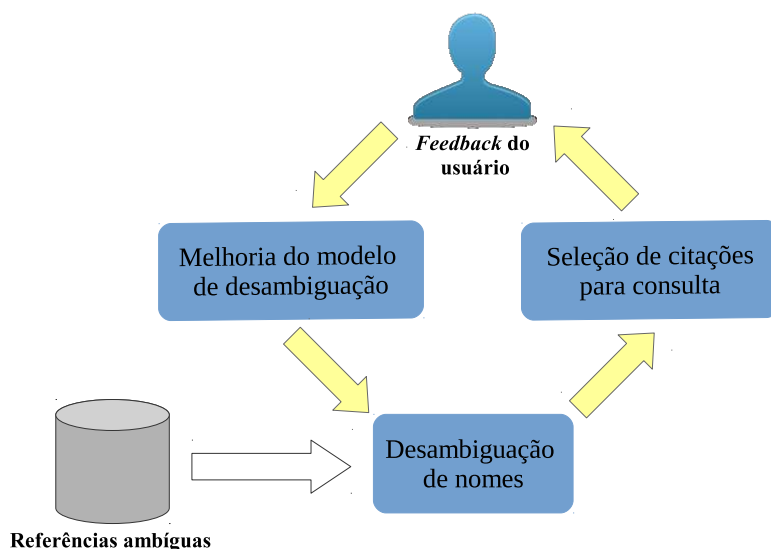 Feedback do
usuário
Melhoria do modelo
de desambiguação
Seleção de citações
para consulta
Desambiguação
de nomes
Referências ambíguas